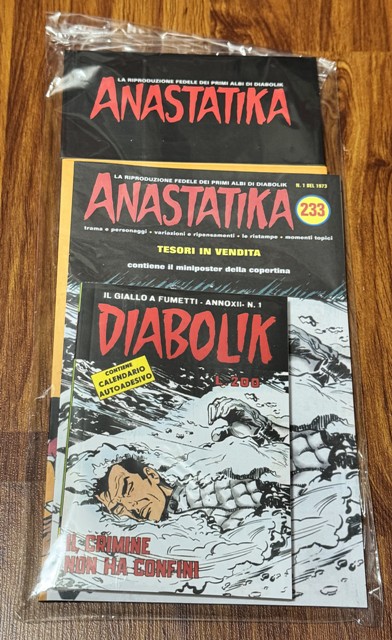 LA RIPRODUZIONE FEDELE DEI PRIMI ALBI DI DIABOLIK
ANASTATIKA
LA RIPRODUZIONE FEDELE DEI PRIMI ALBI DI DIABOLIK
N. 1 DEL 1973
ANASTATIKA
233
trama e personaggi • variazioni e ripensamenti • le ristampe • momenti topici
TESORI IN VENDITA
contiene il miniposter della copertina
IL GIALLO A FUMETTI - ANNO XII - N. 1
DIABOLIK
CONTIENE
CALENDARIO
AUTOADESIVO
L. 200
IL CRIMINE
NON HA CONFINI